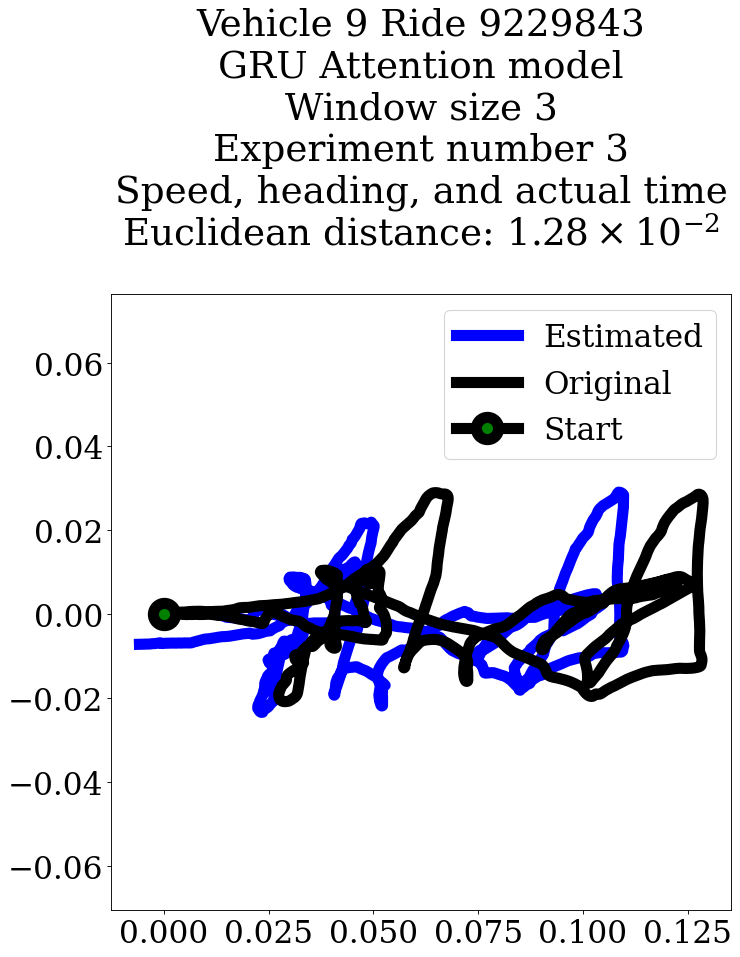 Vehicle 9 Ride 9229843
GRU Attention model
Window size 3
Experiment number 3
Speed, heading, and actual time
Euclidean distance: 1.28 × 10⁻²
Estimated
Original
Start
0.06
0.04
0.02
0.00
−0.02
−0.04
−0.06
0.000 0.025 0.050 0.075 0.100 0.125